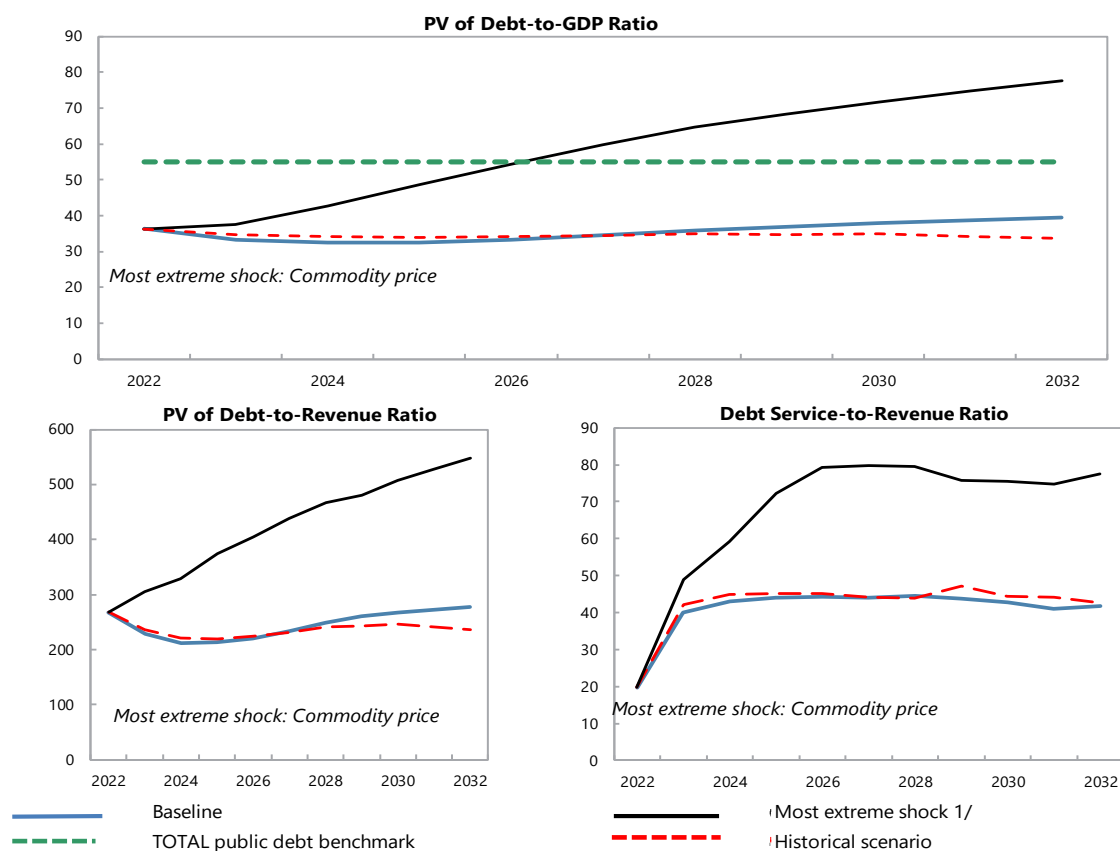 PV of Debt-to-GDP Ratio
90
80
70
60
50
40
30
20
10
0
Most extreme shock: Commodity price
2022 2024 2026 2028 2030 2032
PV of Debt-to-Revenue Ratio
600
500
400
300
200
100
0
Most extreme shock: Commodity price
2022 2024 2026 2028 2030 2032
Debt Service-to-Revenue Ratio
90
80
70
60
50
40
30
20
10
0
Most extreme shock: Commodity price
2022 2024 2026 2028 2030 2032
Baseline
Most extreme shock 1/
TOTAL public debt benchmark
Historical scenario